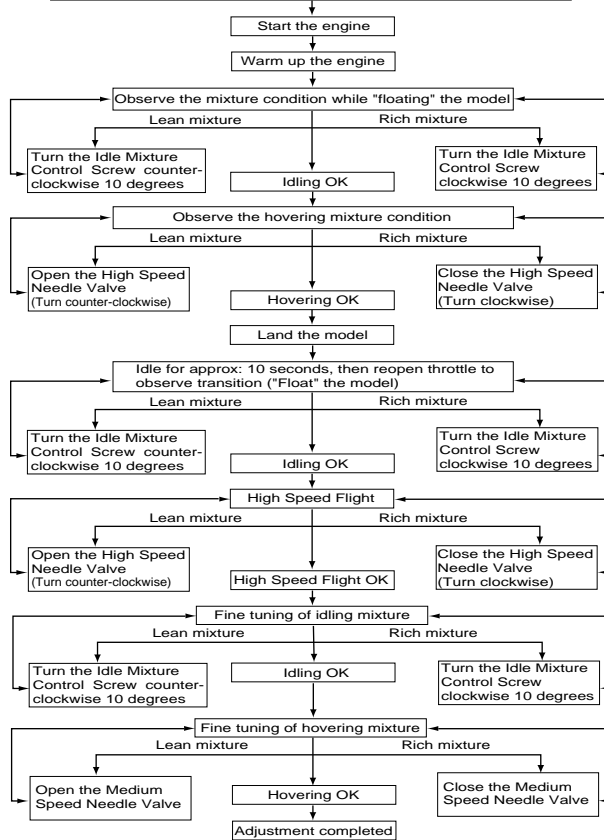 Start the engine
Warm up the engine
Observe the mixture condition while "floating" the model
Lean mixture
Rich mixture
Turn the Idle Mixture
Control Screw counter-
clockwise 10 degrees
Turn the Idle Mixture
Control Screw
clockwise 10 degrees
Idling OK
Observe the hovering mixture condition
Lean mixture
Rich mixture
Open the High Speed
Needle Valve
(Turn counter-clockwise)
Close the High Speed
Needle Valve
(Turn clockwise)
Hovering OK
Land the model
Idle for approx: 10 seconds, then reopen throttle to
observe transition ("Float" the model)
Lean mixture
Rich mixture
Turn the Idle Mixture
Control Screw counter-
clockwise 10 degrees
Turn the Idle Mixture
Control Screw
clockwise 10 degrees
Idling OK
High Speed Flight
Lean mixture
Rich mixture
Open the High Speed
Needle Valve
(Turn counter-clockwise)
Close the High Speed
Needle Valve
(Turn clockwise)
High Speed Flight OK
Fine tuning of idling mixture
Lean mixture
Rich mixture
Turn the Idle Mixture
Control Screw counter-
clockwise 10 degrees
Turn the Idle Mixture
Control Screw
clockwise 10 degrees
Idling OK
Fine tuning of hovering mixture
Lean mixture
Rich mixture
Open the Medium
Speed Needle Valve
Close the Medium
Speed Needle Valve
Hovering OK
Adjustment completed